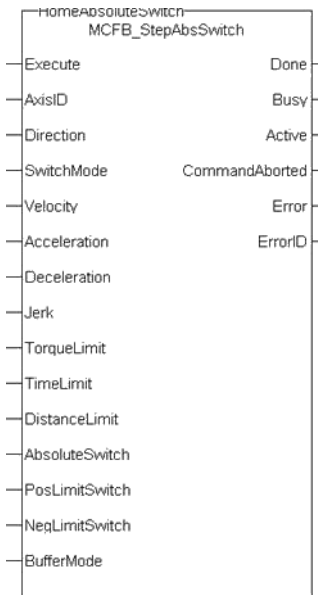 HomeAbsoluteSwitch
MCFB_StepAbsSwitch
Execute Done
AxisID Busy
Direction Active
SwitchMode CommandAborted
Velocity Error
Acceleration ErrorID
Deceleration
Jerk
TorqueLimit
TimeLimit
DistanceLimit
AbsoluteSwitch
PosLimitSwitch
NegLimitSwitch
BufferMode